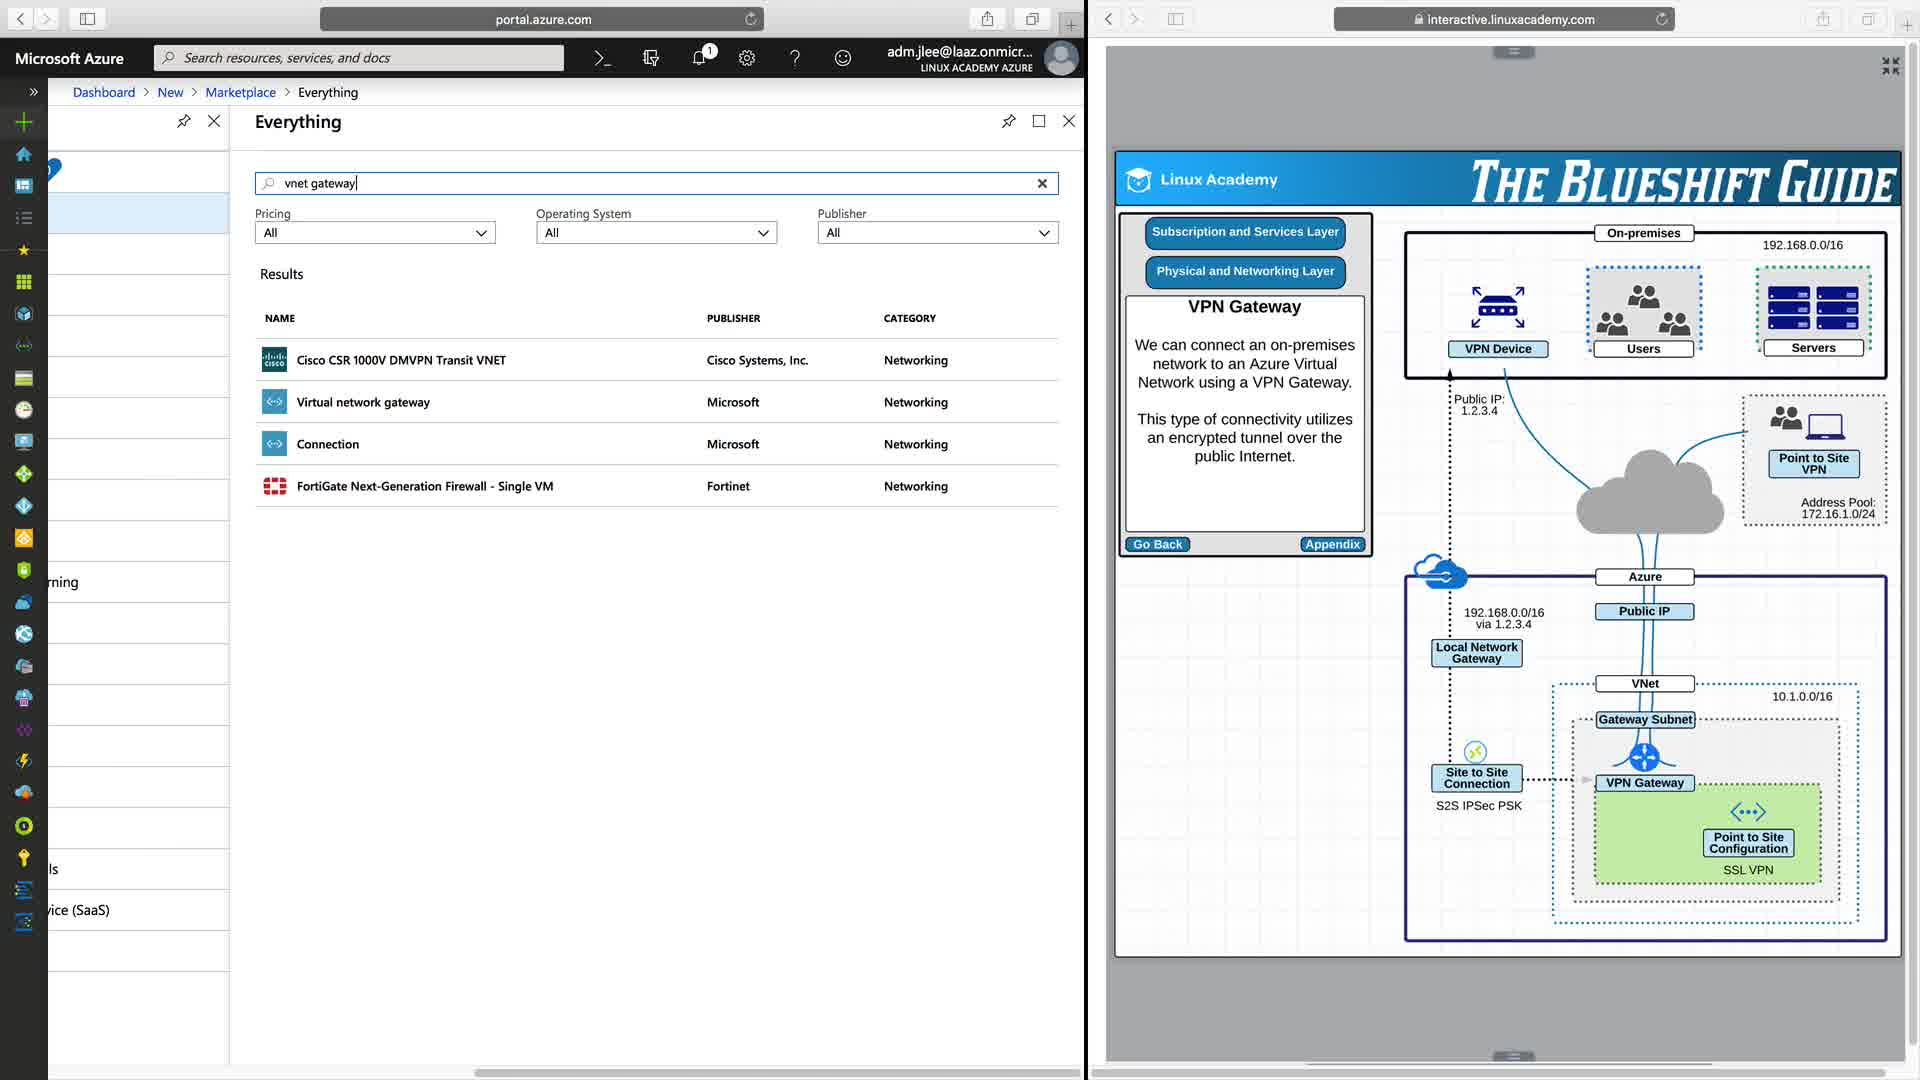 portal.azure.com
Microsoft Azure
Search resources, services, and docs
1
adm.jlee@laaz.onmicr...
LINUX ACADEMY AZURE
Dashboard > New > Marketplace > Everything
Everything
vnet gateway
Pricing
Operating System
Publisher
All
All
All
Results
NAME
PUBLISHER
CATEGORY
Cisco CSR 1000V DMVPN Transit VNET
Cisco Systems, Inc.
Networking
Virtual network gateway
Microsoft
Networking
Connection
Microsoft
Networking
FortiGate Next-Generation Firewall - Single VM
Fortinet
Networking
rning
ls
vice (SaaS)
interactive.linuxacademy.com
Linux Academy
THE BLUESHIFT GUIDE
Subscription and Services Layer
Physical and Networking Layer
VPN Gateway
We can connect an on-premises
network to an Azure Virtual
Network using a VPN Gateway.
This type of connectivity utilizes
an encrypted tunnel over the
public Internet.
Go Back
Appendix
On-premises
192.168.0.0/16
VPN Device
Users
Servers
Public IP:
1.2.3.4
Point to Site
VPN
Address Pool:
172.16.1.0/24
Azure
Public IP
192.168.0.0/16
via 1.2.3.4
Local Network
Gateway
VNet
10.1.0.0/16
Gateway Subnet
Site to Site
Connection
S2S IPSec PSK
VPN Gateway
Point to Site
Configuration
SSL VPN